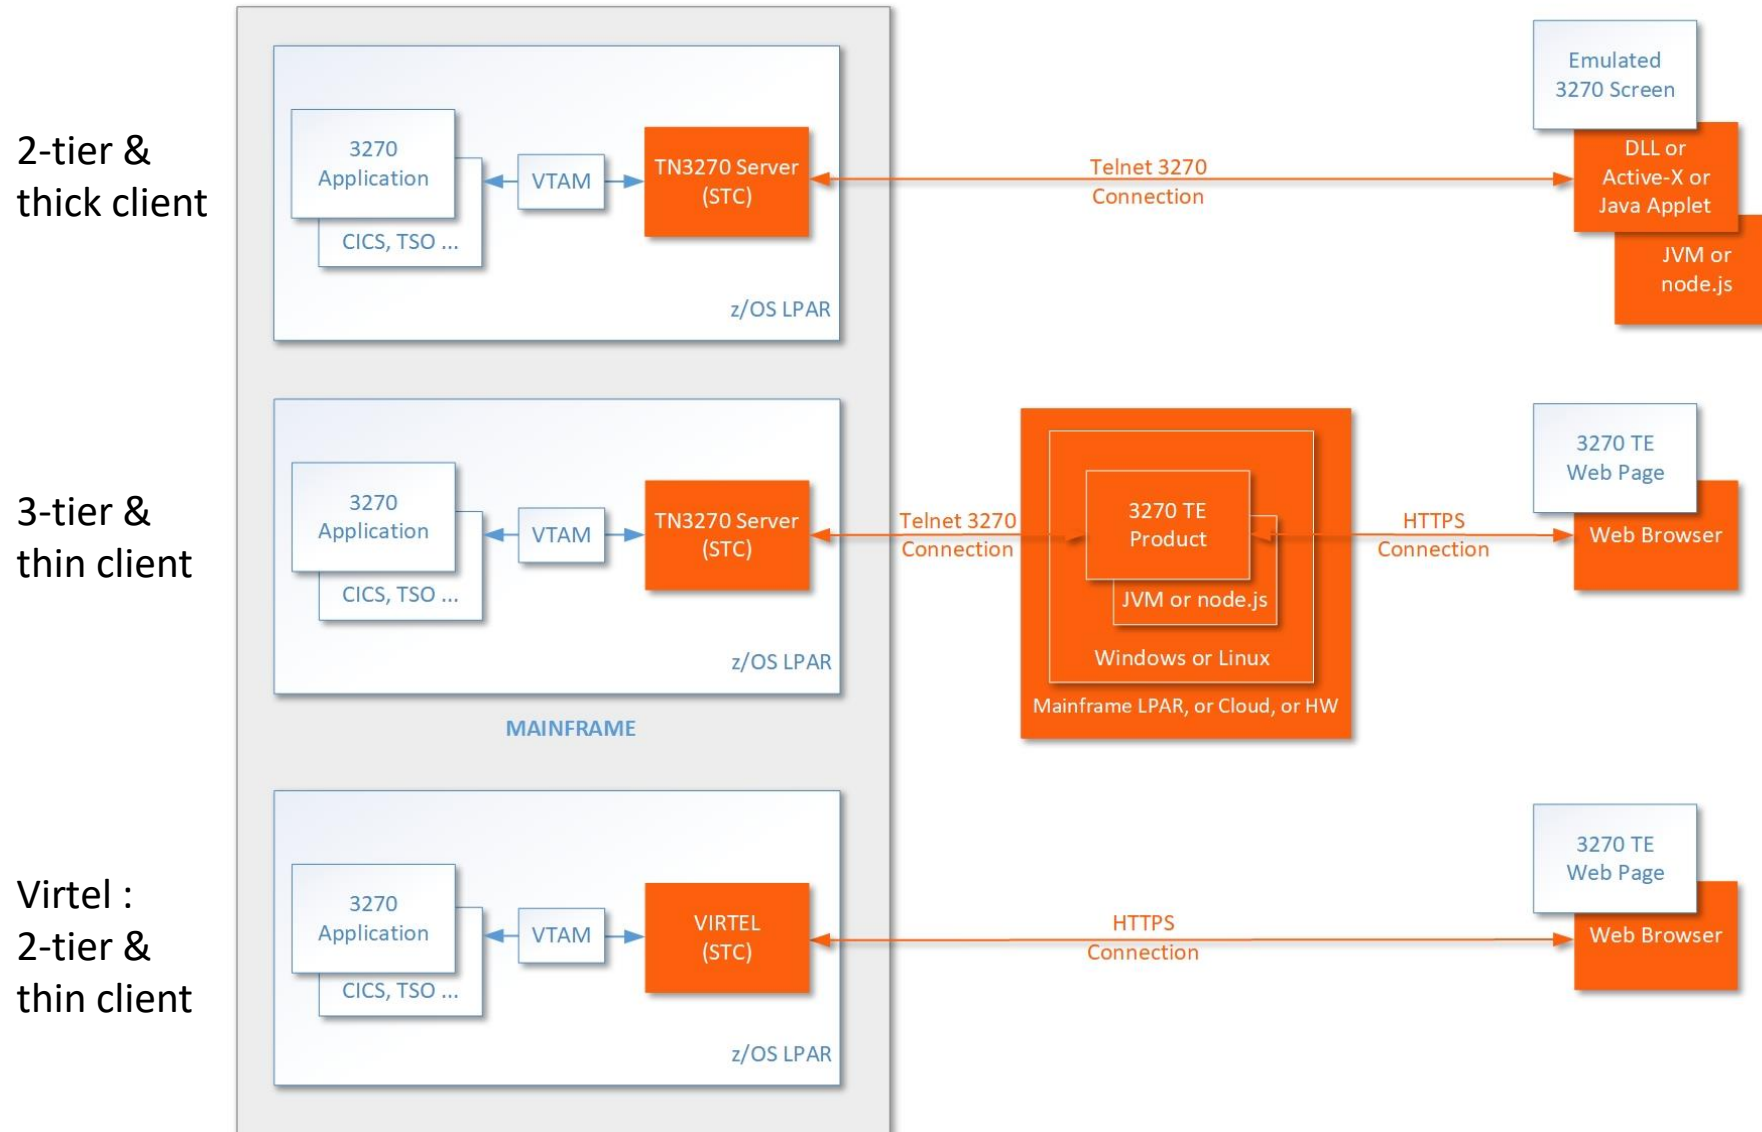 2-tier &
thick client
3270
Application
CICS, TSO ...
VTAM
TN3270 Server
(STC)
z/OS LPAR
Telnet 3270
Connection
Emulated
3270 Screen
DLL or
Active-X or
Java Applet
JVM or
node.js
3-tier &
thin client
3270
Application
CICS, TSO ...
VTAM
TN3270 Server
(STC)
z/OS LPAR
Telnet 3270
Connection
3270 TE
Product
JVM or node.js
Windows or Linux
Mainframe LPAR, or Cloud, or HW
HTTPS
Connection
3270 TE
Web Page
Web Browser
MAINFRAME
Virtel :
2-tier &
thin client
3270
Application
CICS, TSO ...
VTAM
VIRTEL
(STC)
z/OS LPAR
HTTPS
Connection
3270 TE
Web Page
Web Browser